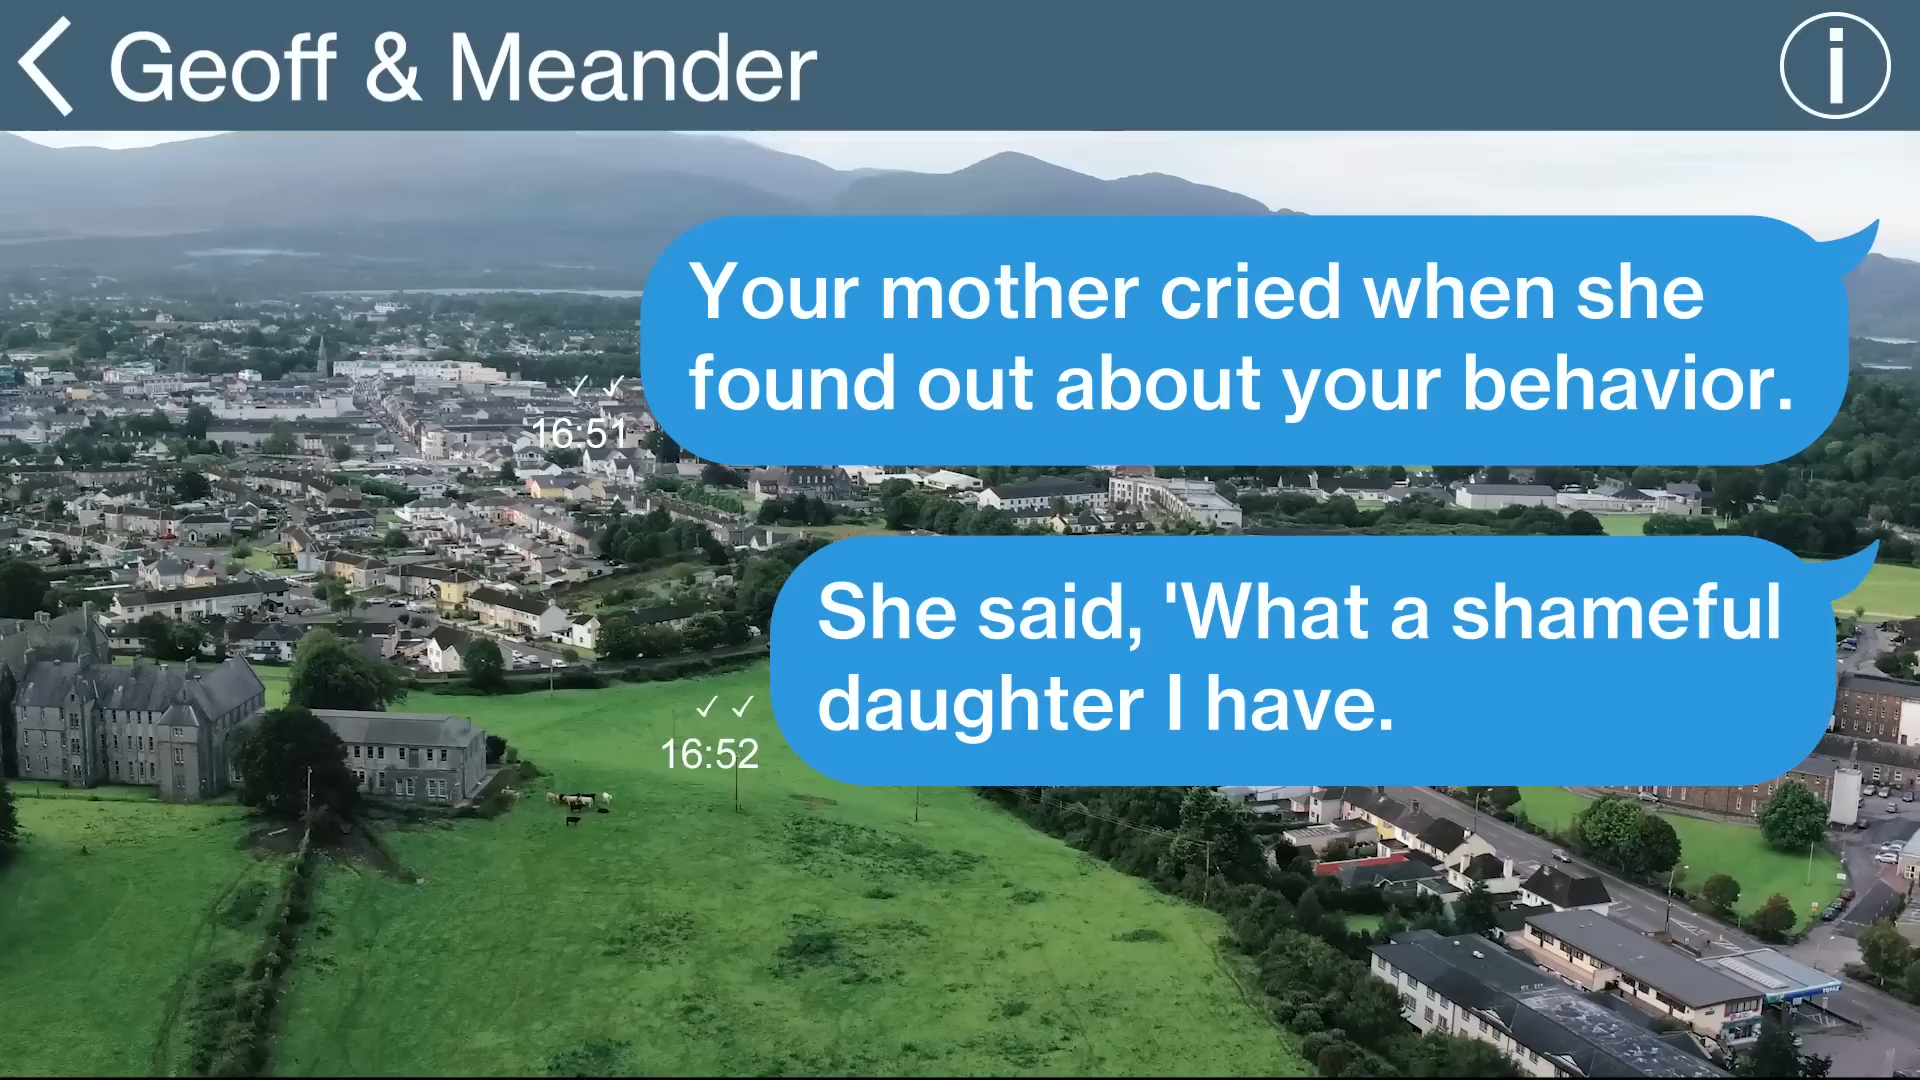 Geoff & Meander
Your mother cried when she
found out about your behavior.
16:51
She said, 'What a shameful
daughter I have.
16:52
TOPAZ